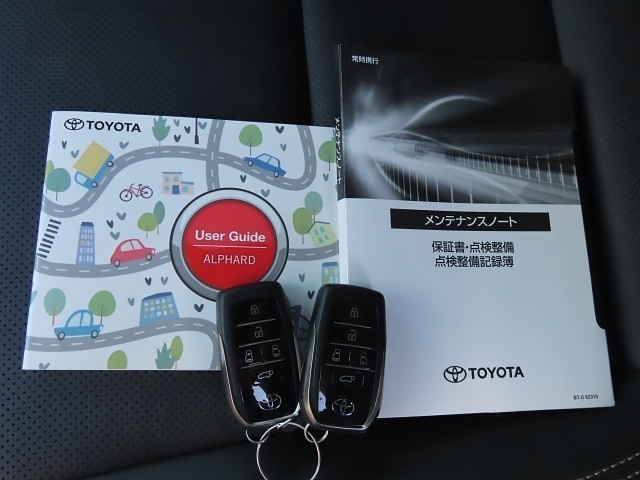 TOYOTA
User Guide
ALPHARD
常時携行
メンテナンスノート
保証書・点検整備
点検整備記録簿
TOYOTA